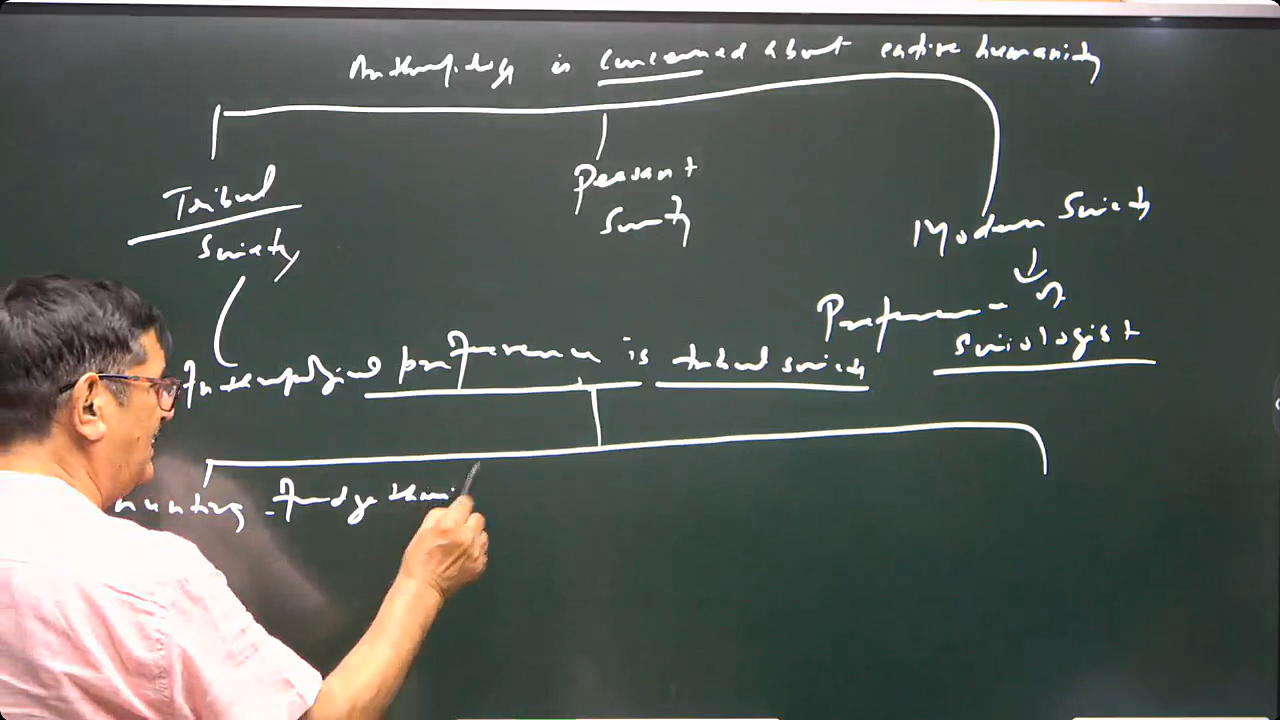 Anthropology is concerned about entire humanity
Tribal
Society
Peasant
Society
Modern Society
Preference of
Sociologist
Anthropological preference is tribal society
hunting - food gathering